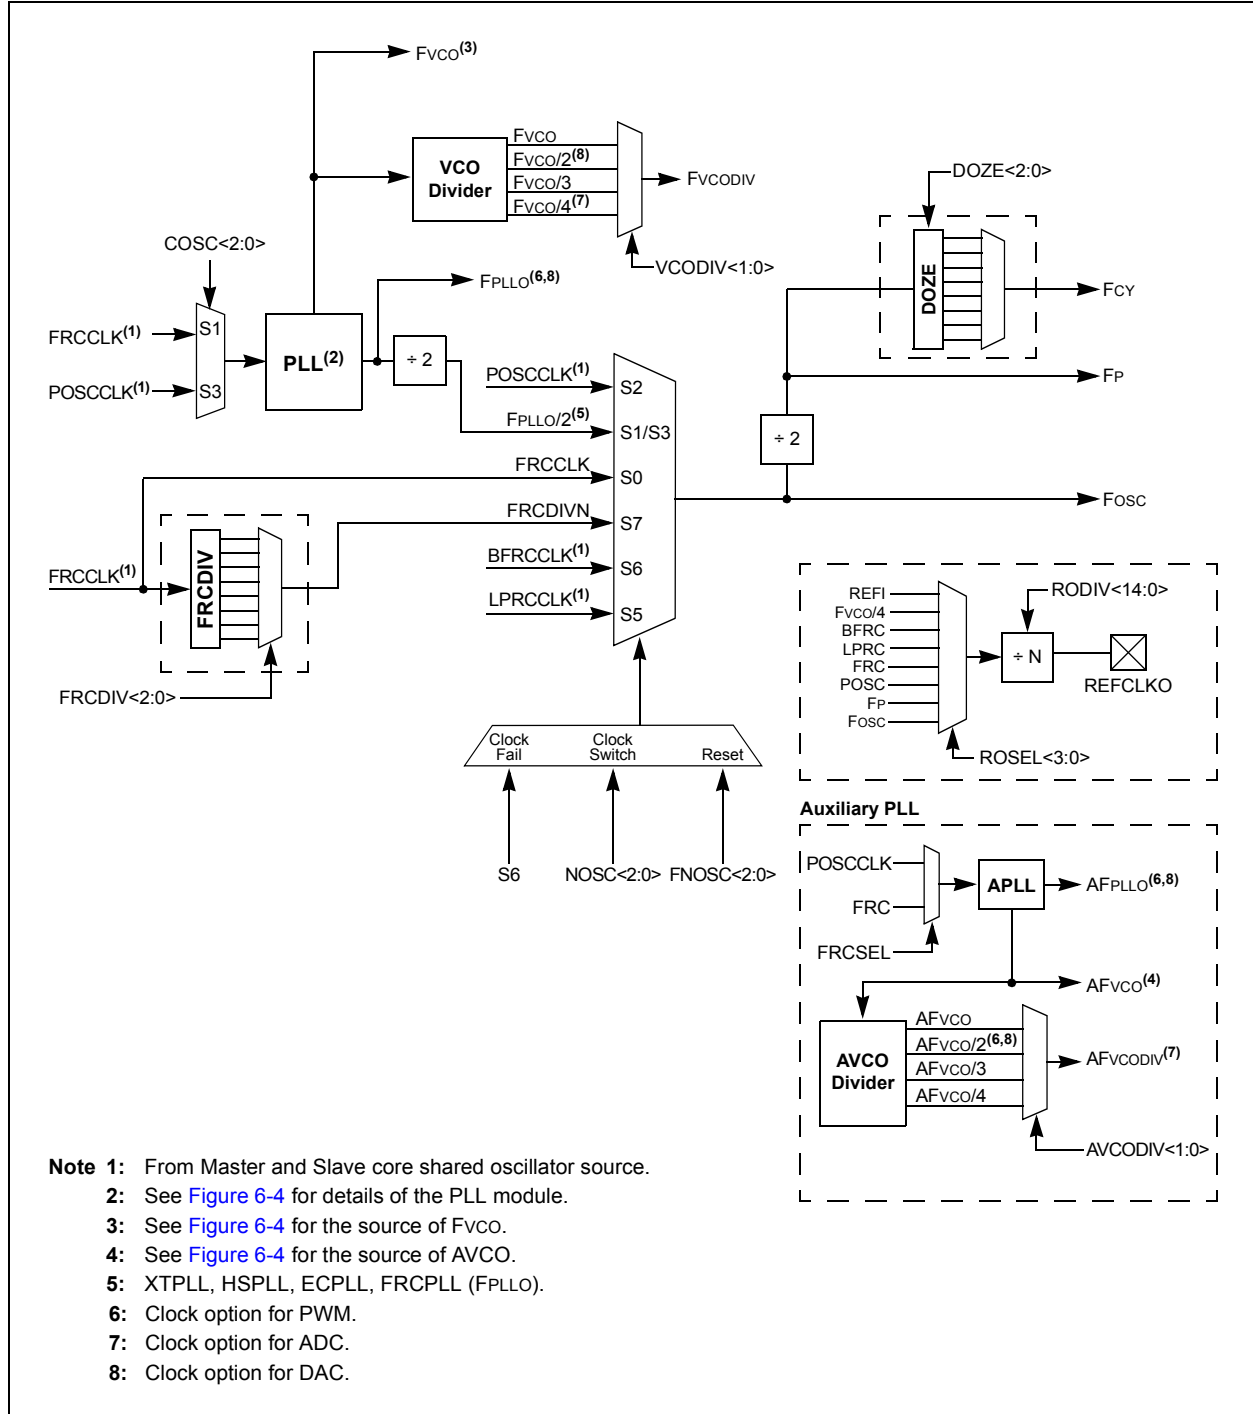 FVCO(3)
VCO
Divider
FVCO
FVCO/2(8)
FVCO/3
FVCO/4(7)
FVCODIV
VCODIV<1:0>
DOZE<2:0>
DOZE
FCY
COSC<2:0>
FPLLO(6,8)
FRCCLK(1)
S1
POSCCLK(1)
S3
PLL(2)
÷ 2
POSCCLK(1)
S2
FPLLO/2(5)
S1/S3
FRCCLK
S0
FRCDIVN
S7
BFRCCLK(1)
S6
LPRCCLK(1)
S5
FP
÷ 2
FOSC
FRCCLK(1)
FRCDIV
FRCDIV<2:0>
Clock
Fail
Clock
Switch
Reset
S6
NOSC<2:0>
FNOSC<2:0>
REFI
FVCO/4
BFRC
LPRC
FRC
POSC
FP
FOSC
RODIV<14:0>
÷ N
REFCLKO
ROSEL<3:0>
Auxiliary PLL
POSCCLK
FRC
FRCSEL
APLL
AFPLLO(6,8)
AFVCO(4)
AVCO
Divider
AFVCO
AFVCO/2(6,8)
AFVCO/3
AFVCO/4
AFVCODIV(7)
AVCODIV<1:0>
Note 1: From Master and Slave core shared oscillator source.
2: See Figure 6-4 for details of the PLL module.
3: See Figure 6-4 for the source of FVCO.
4: See Figure 6-4 for the source of AVCO.
5: XTPLL, HSPLL, ECPLL, FRCPLL (FPLLO).
6: Clock option for PWM.
7: Clock option for ADC.
8: Clock option for DAC.